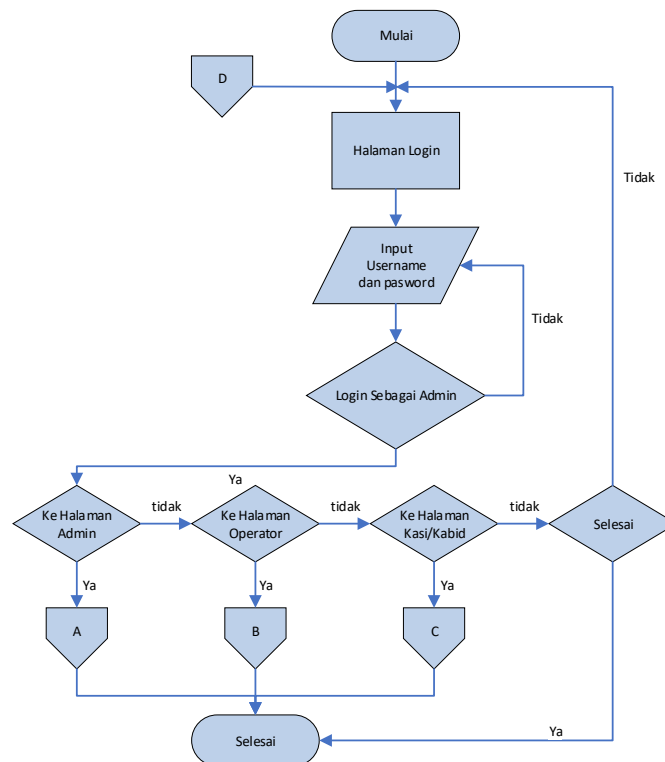 Mulai
D
Halaman Login
Tidak
Input
Username
dan pasword
Tidak
Login Sebagai Admin
Ya
Ke Halaman
Admin
tidak
Ke Halaman
Operator
tidak
Ke Halaman
Kasi/Kabid
tidak
Selesai
Ya
Ya
Ya
A
B
C
Ya
Selesai